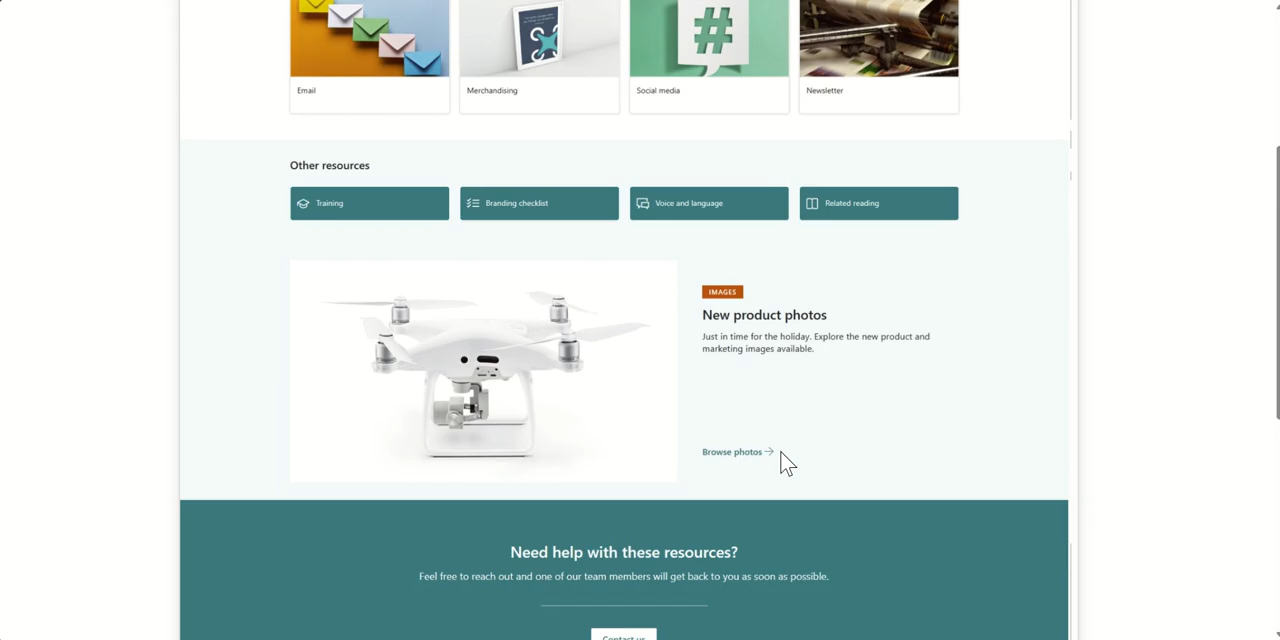 Email
Merchandising
Social media
Newsletter
Other resources
Training
Branding checklist
Voice and language
Related reading
IMAGES
New product photos
Just in time for the holiday. Explore the new product and
marketing images available.
Browse photos
Need help with these resources?
Feel free to reach out and one of our team members will get back to you as soon as possible.
Contact us